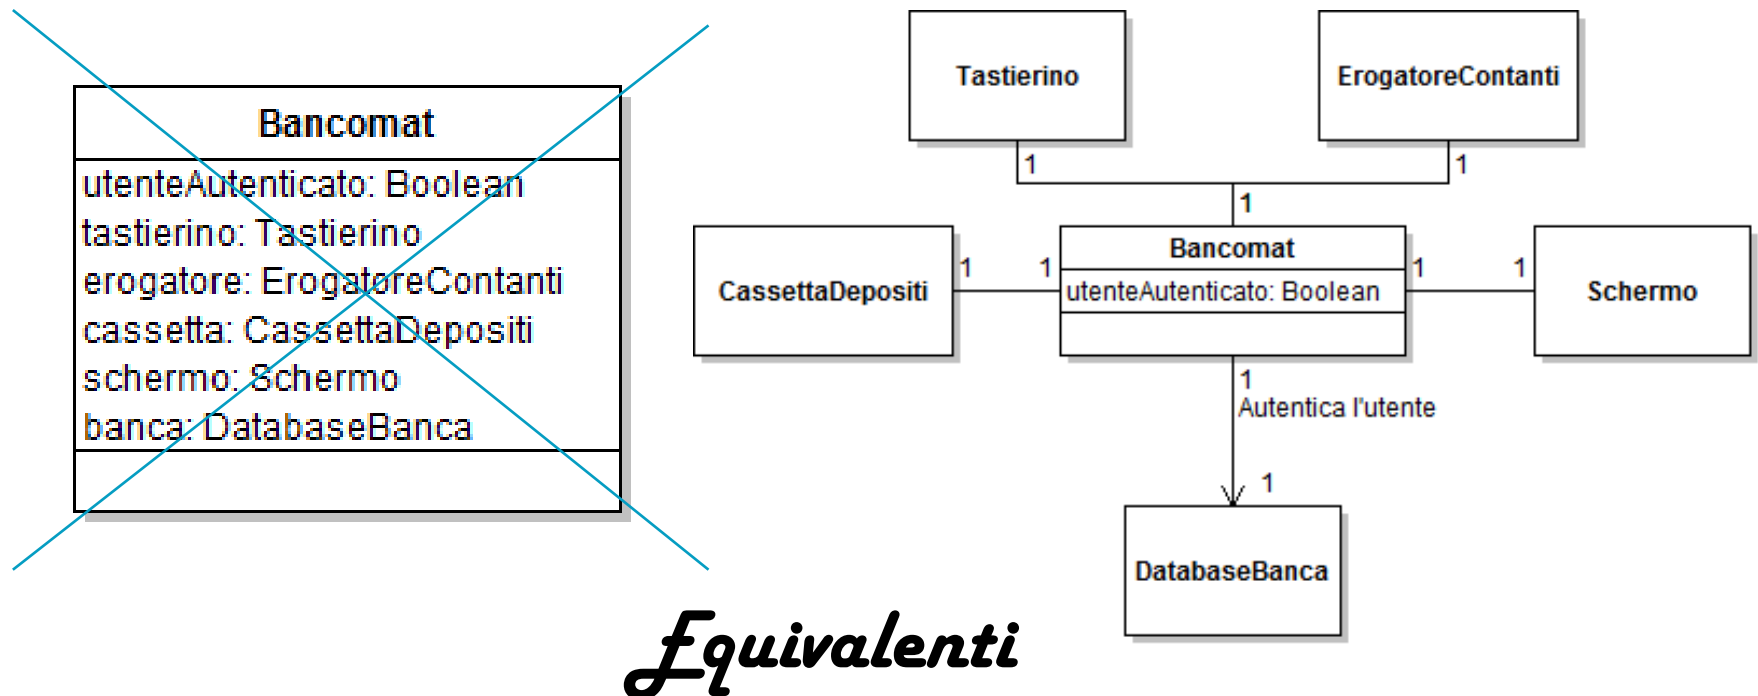 Bancomat
utenteAutenticato: Boolean
tastierino: Tastierino
erogatore: ErogatoreContanti
cassetta: CassettaDepositi
schermo: Schermo
banca: DatabaseBanca
Tastierino
ErogatoreContanti
1
1
1
CassettaDepositi
1
1
Bancomat
utenteAutenticato: Boolean
1
1
Schermo
1
Autentica l'utente
1
DatabaseBanca
Equivalenti